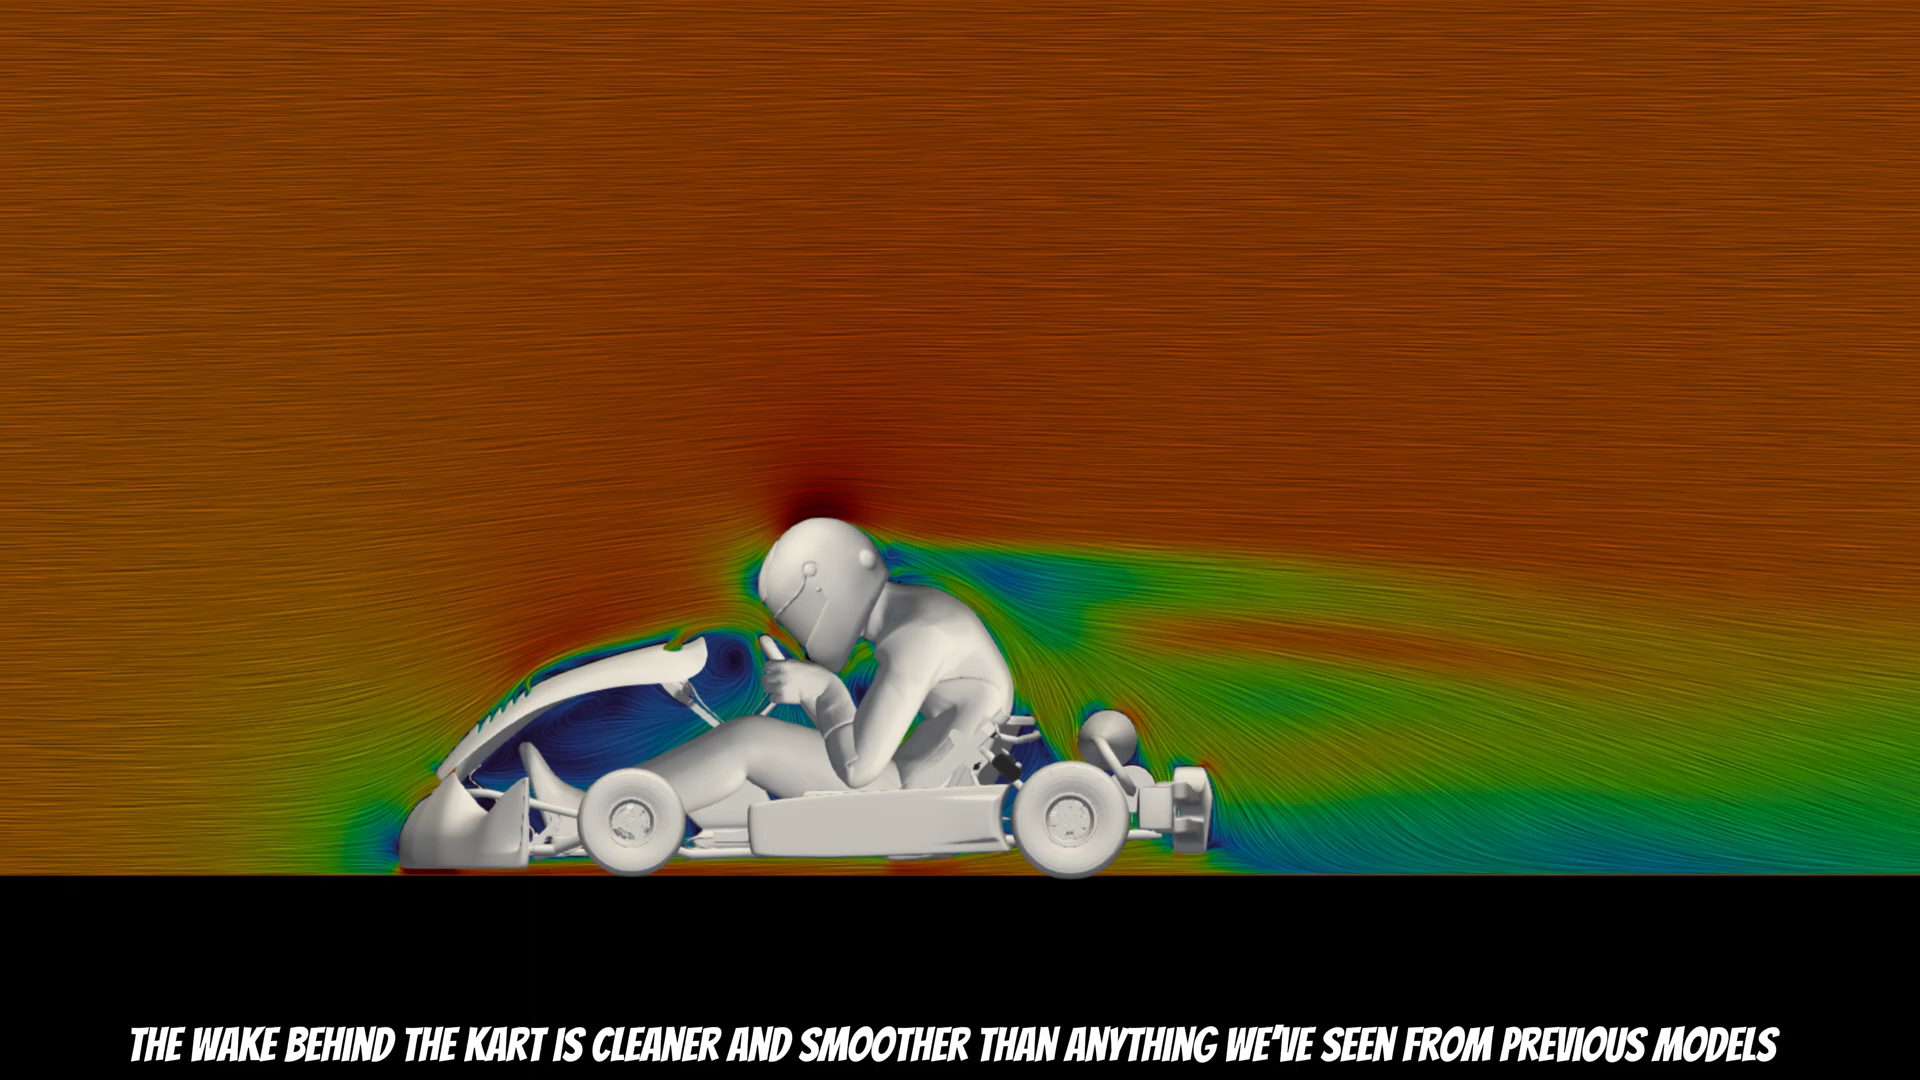 THE WAKE BEHIND THE KART IS CLEANER AND SMOOTHER THAN ANYTHING WE'VE SEEN FROM PREVIOUS MODELS